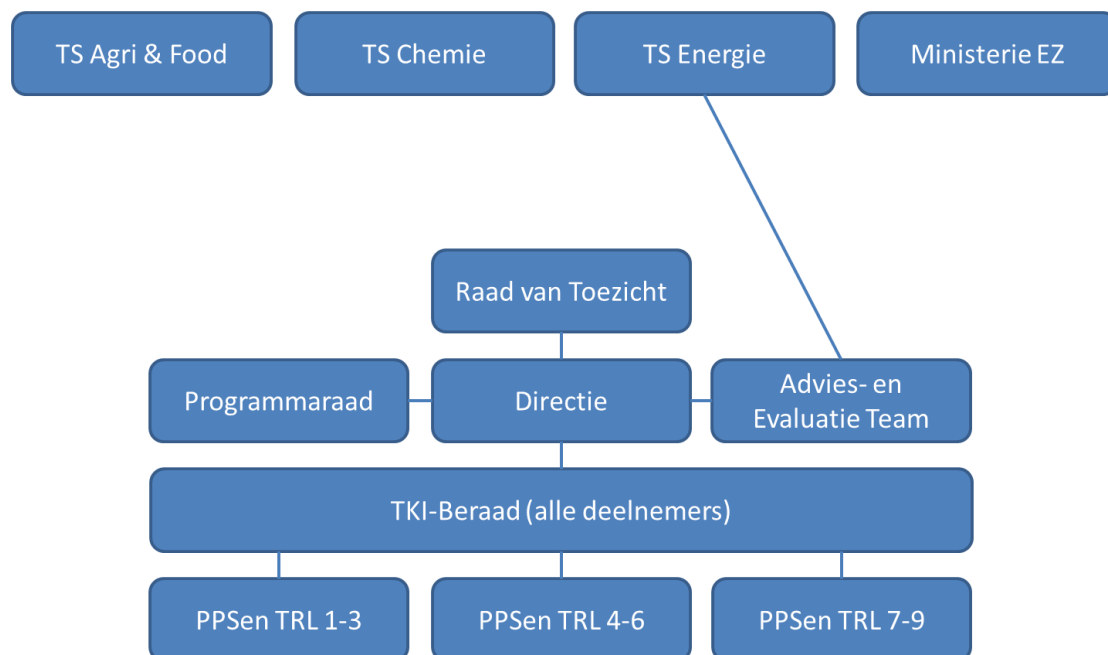 TS Agri & Food
TS Chemie
TS Energie
Ministerie EZ
Raad van Toezicht
Programmaraad
Directie
Advies- en
Evaluatie Team
TKI-Beraad (alle deelnemers)
PPSen TRL 1-3
PPSen TRL 4-6
PPSen TRL 7-9